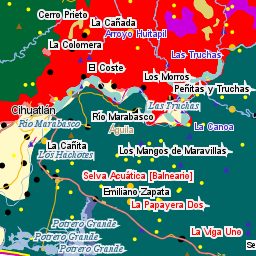 Cerro Prieto
La Cañada
Arroyo Huitapil
La Colomera
Las Truchas
El Coste
Los Morros
Peñitas y Truchas
Cihuatlán
Las Truchas
Río Marabasco
Río Marabasco
Aguila
La Canoa
La Cañita
Los Huchotes
Los Mangos de Maravillas
Selva Acuática [Balneario]
Emiliano Zapata
La Papayera Dos
Potrero Grande
La Viga Uno
Potrero Grande
Potrero Grande